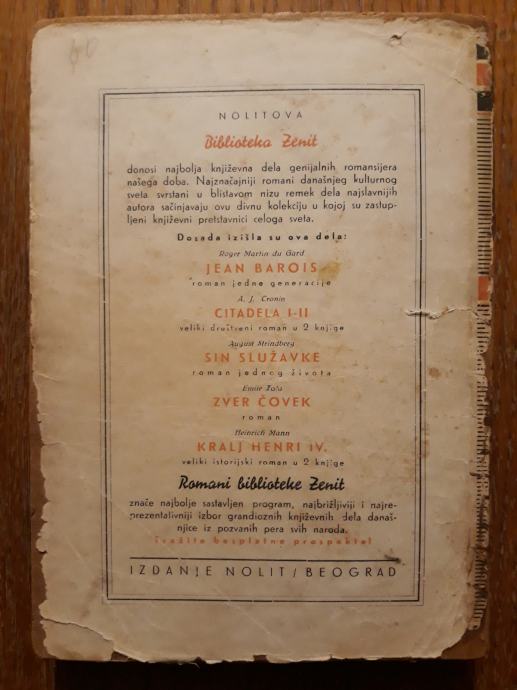 60
NOLITOVA
Biblioteka Zenit
donosi najbolja književna dela genijalnih romansijera
našega doba. Najznačajniji romani današnjeg kulturnog
sveta svrstani u blistavom nizu remek dela najslavnijih
autora sačinjavaju ovu divnu kolekciju u kojoj su zastup-
ljeni književni pretstavnici celoga sveta.
Dosada izišla su ova dela:
Roger Martin du Gard
JEAN BAROIS
roman jedne generacije
A. J. Cronin
CITADELA I-II
veliki društveni roman u 2 knjige
August Strindberg
SIN SLUŽAVKE
roman jednog života
Emile Zola
ZVER ČOVEK
roman
Heinrich Mann
KRALJ HENRI IV.
veliki istorijski roman u 2 knjige
Romani biblioteke Zenit
znače najbolje sastavljen program, najbrižljiviji i najre-
prezentativniji izbor grandioznih književnih dela današ-
njice iz pozvanih pera svih naroda.
Tražite besplatne prospekte!
IZDANJE NOLIT / BEOGRAD